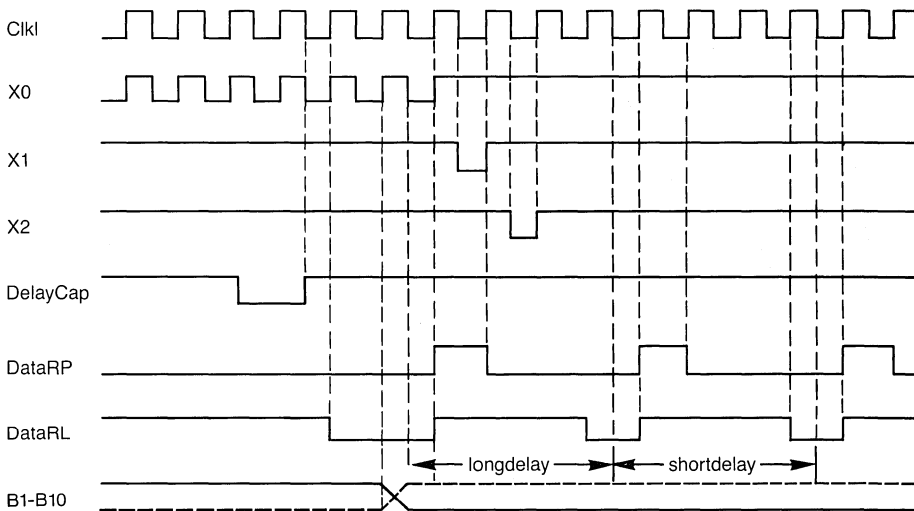 Clkl
X0
X1
X2
DelayCap
DataRP
DataRL
longdelay
shortdelay
B1-B10